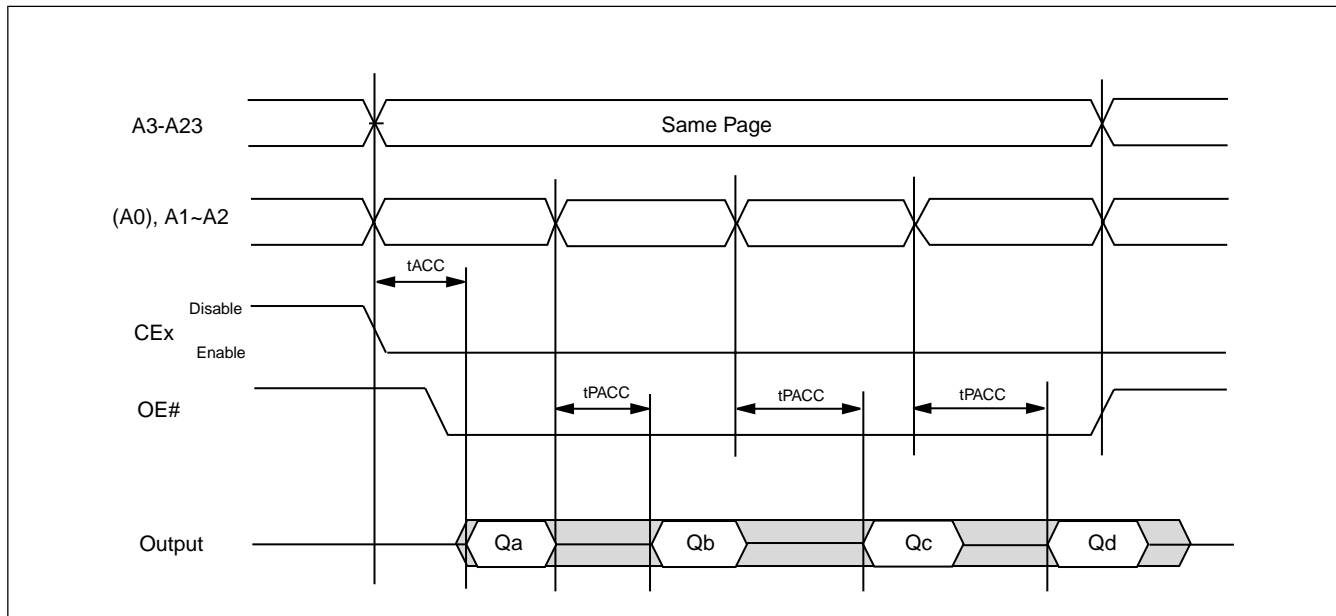 A3-A23
Same Page
(A0), A1~A2
tACC
Disable
CEx
Enable
tPACC
tPACC
tPACC
OE#
Output
Qa
Qb
Qc
Qd